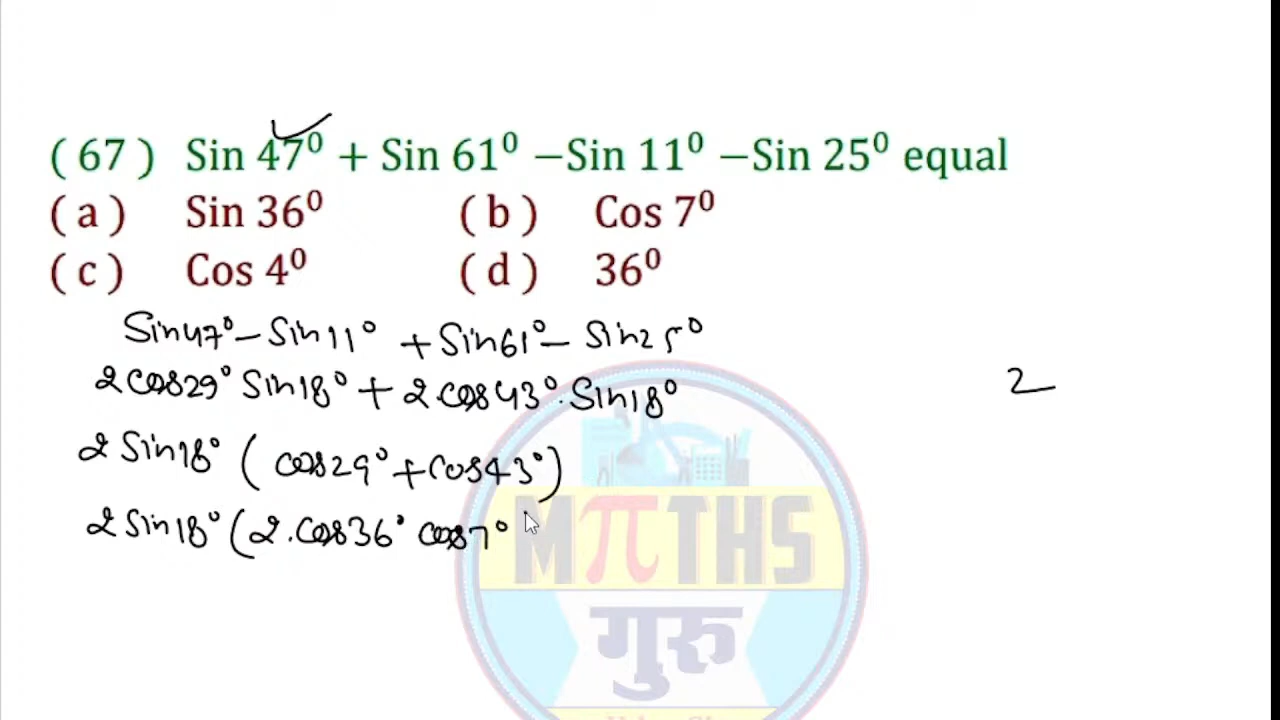 ( 67 ) Sin 47⁰ + Sin 61⁰ −Sin 11⁰ −Sin 25⁰ equal
( a ) Sin 36⁰ ( b ) Cos 7⁰
( c ) Cos 4⁰ ( d ) 36⁰
Sin47° − Sin11° + Sin61° − Sin25°
2Cos29° Sin18° + 2Cos43°. Sin18°
2
2 Sin18° ( Cos29° + Cos43° )
2 Sin18° ( 2.Cos36° Cos7°
MπTHS
गुरु